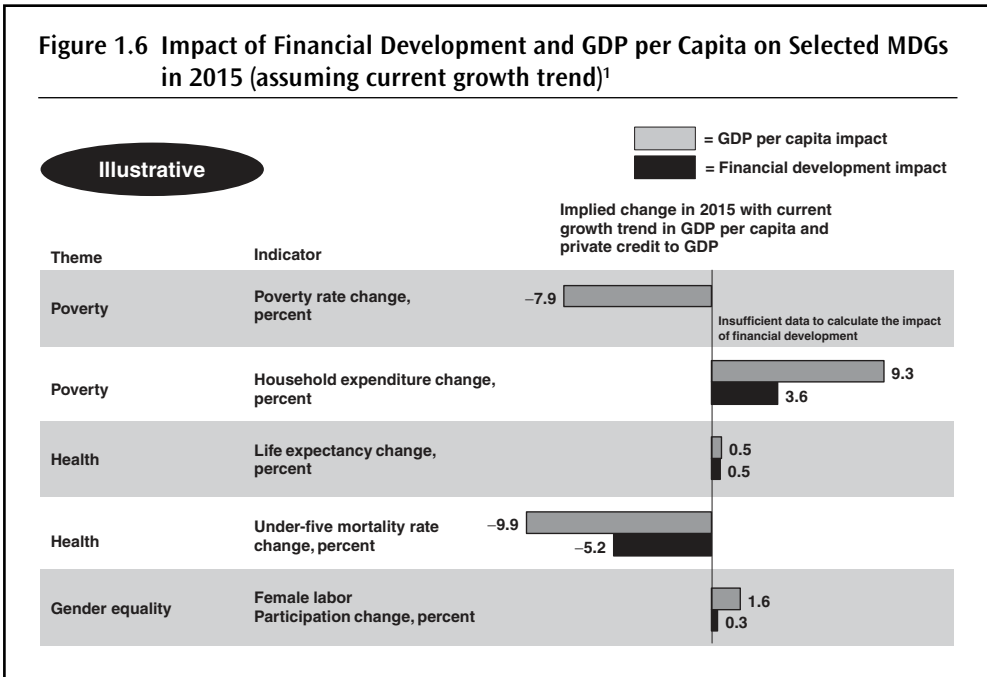 Figure 1.6 Impact of Financial Development and GDP per Capita on Selected MDGs
in 2015 (assuming current growth trend)¹
= GDP per capita impact
Illustrative
= Financial development impact
Implied change in 2015 with current
growth trend in GDP per capita and
private credit to GDP
Theme
Indicator
Poverty
Poverty rate change,
percent
−7.9
Insufficient data to calculate the impact
of financial development
Poverty
Household expenditure change,
percent
9.3
3.6
Health
Life expectancy change,
percent
0.5
0.5
Health
Under-five mortality rate
change, percent
−9.9
−5.2
Gender equality
Female labor
Participation change, percent
1.6
0.3